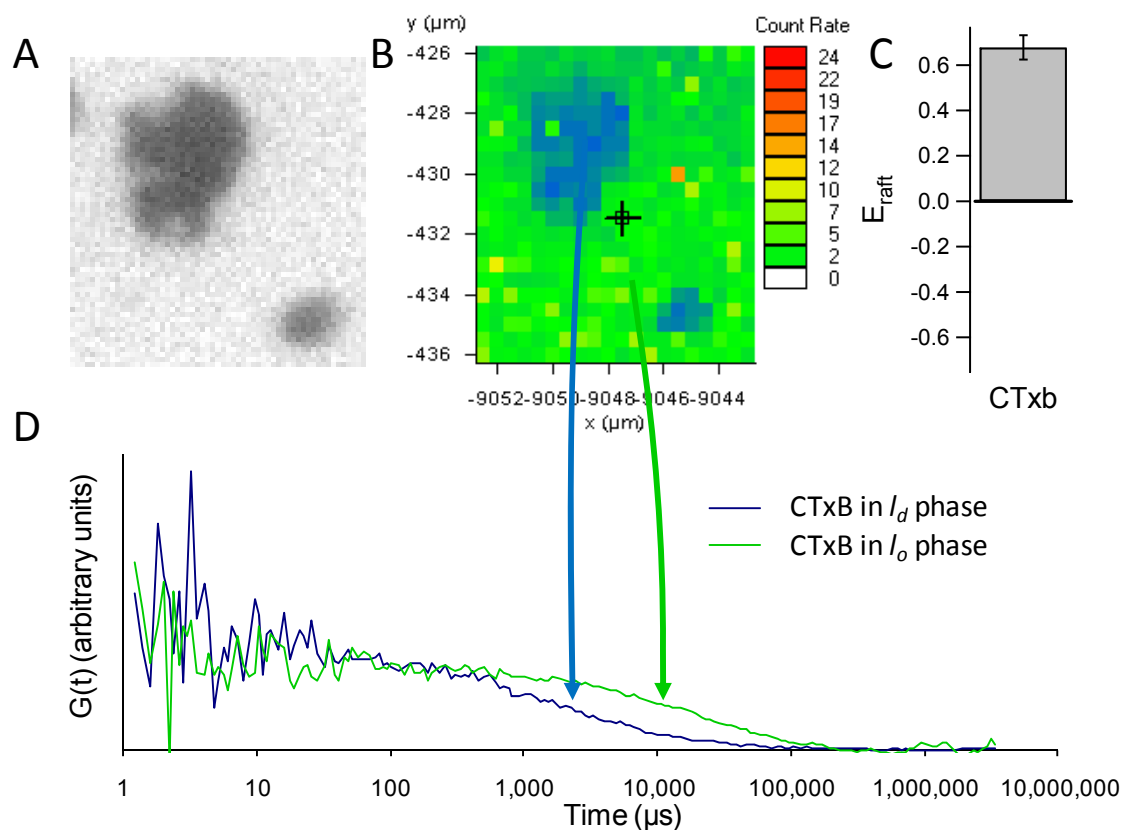 A
B
y (µm)
-426
-428
-430
-432
-434
-436
-9052-9050-9048-9046-9044
x (µm)
Count Rate
24
22
19
17
14
12
10
7
5
2
0
C
E raft
0.6
0.4
0.2
0.0
-0.2
-0.4
-0.6
CTxb
D
G(t) (arbitrary units)
CTxB in ld phase
CTxB in lo phase
1 10 100 1,000 10,000 100,000 1,000,000 10,000,000
Time (µs)